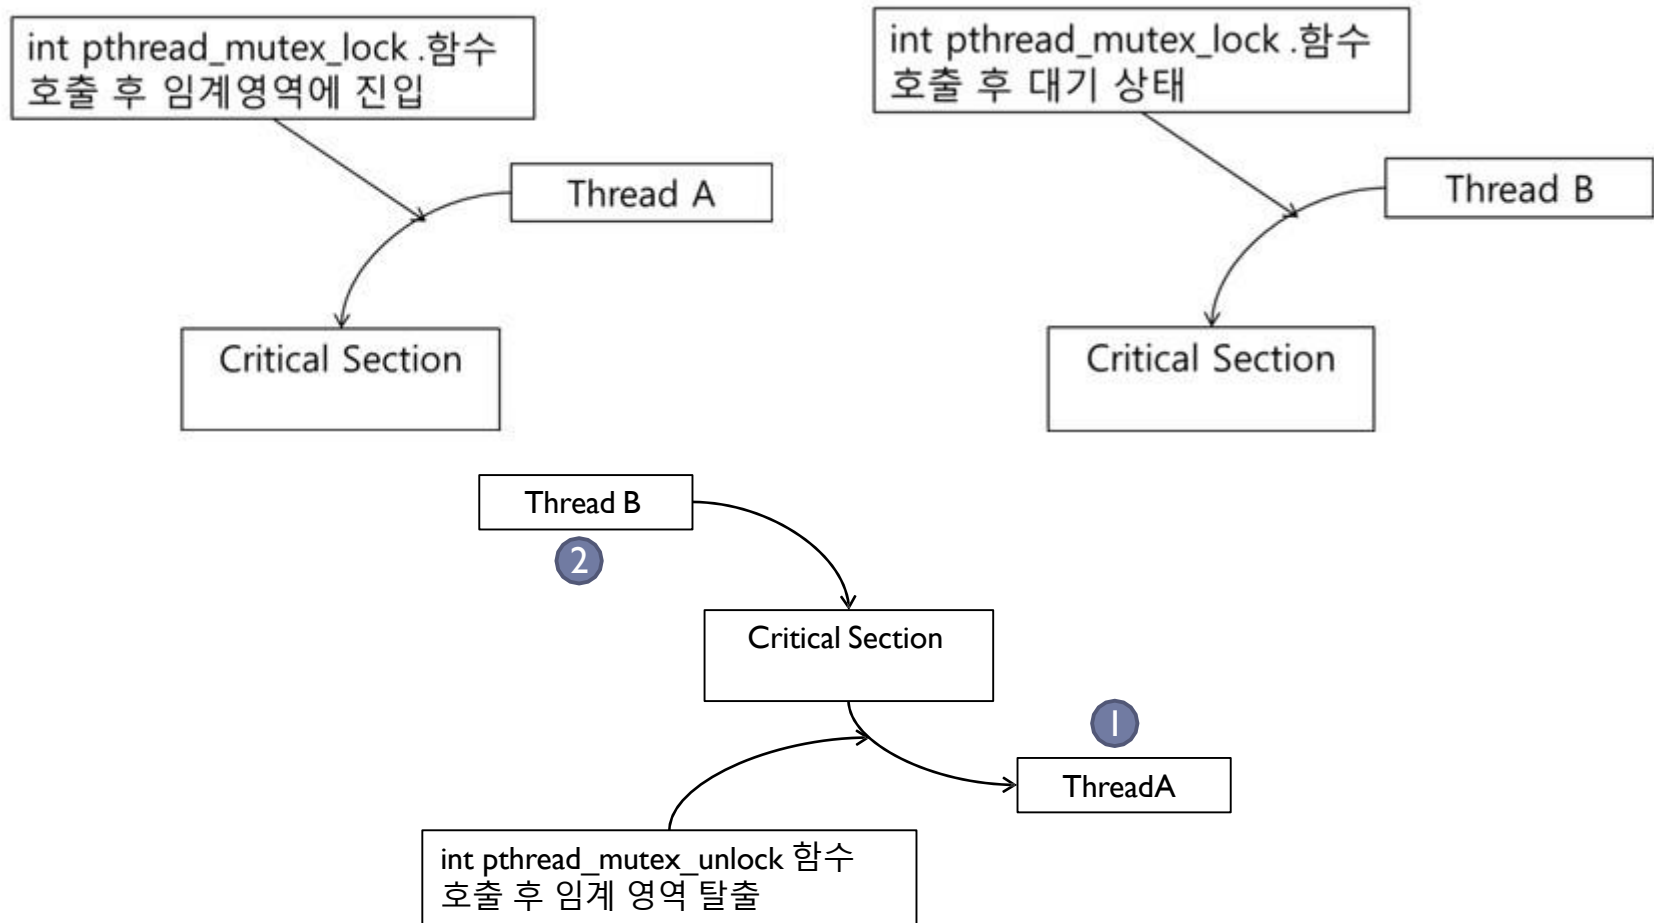 int pthread_mutex_lock .함수
호출 후 임계영역에 진입
Thread A
Critical Section
int pthread_mutex_lock .함수
호출 후 대기 상태
Thread B
Critical Section
Thread B
2
Critical Section
1
ThreadA
int pthread_mutex_unlock 함수
호출 후 임계 영역 탈출